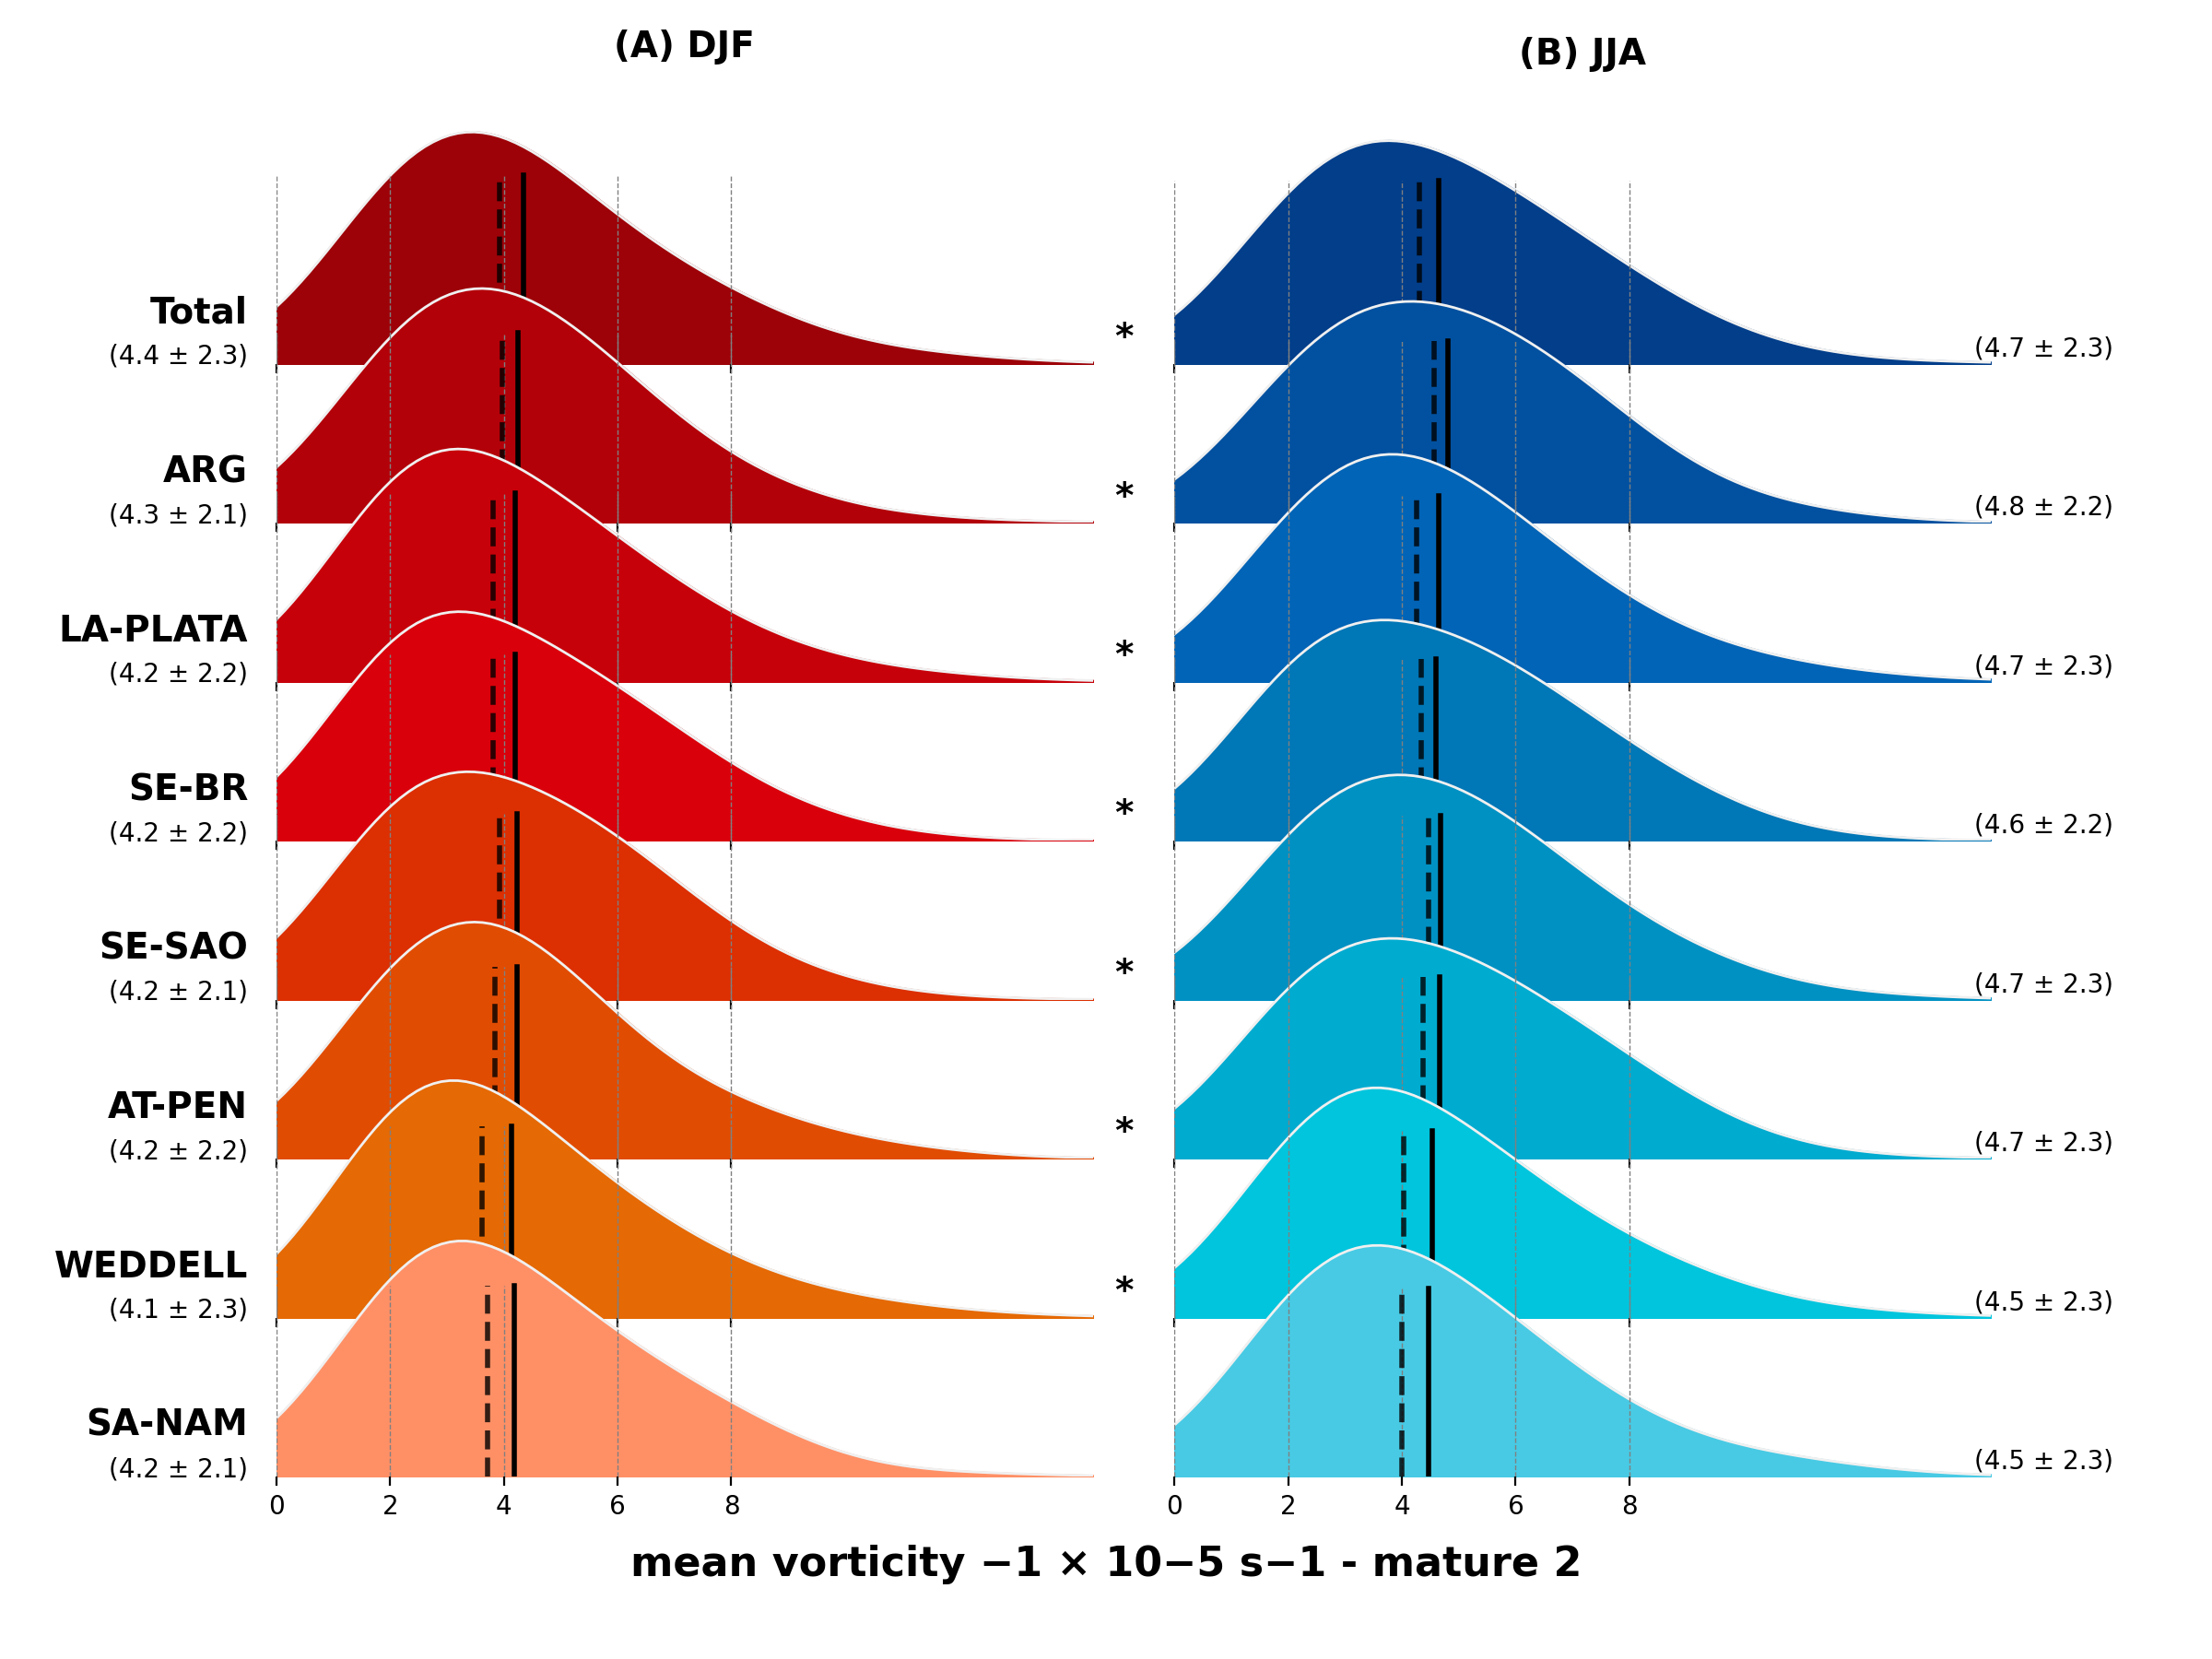 (A) DJF
(B) JJA
Total
(4.4 ± 2.3)
*
(4.7 ± 2.3)
ARG
(4.3 ± 2.1)
*
(4.8 ± 2.2)
LA-PLATA
(4.2 ± 2.2)
*
(4.7 ± 2.3)
SE-BR
(4.2 ± 2.2)
*
(4.6 ± 2.2)
SE-SAO
(4.2 ± 2.1)
*
(4.7 ± 2.3)
AT-PEN
(4.2 ± 2.2)
*
(4.7 ± 2.3)
WEDDELL
(4.1 ± 2.3)
*
(4.5 ± 2.3)
SA-NAM
(4.2 ± 2.1)
(4.5 ± 2.3)
0 2 4 6 8
0 2 4 6 8
mean vorticity −1 × 10−5 s−1 - mature 2